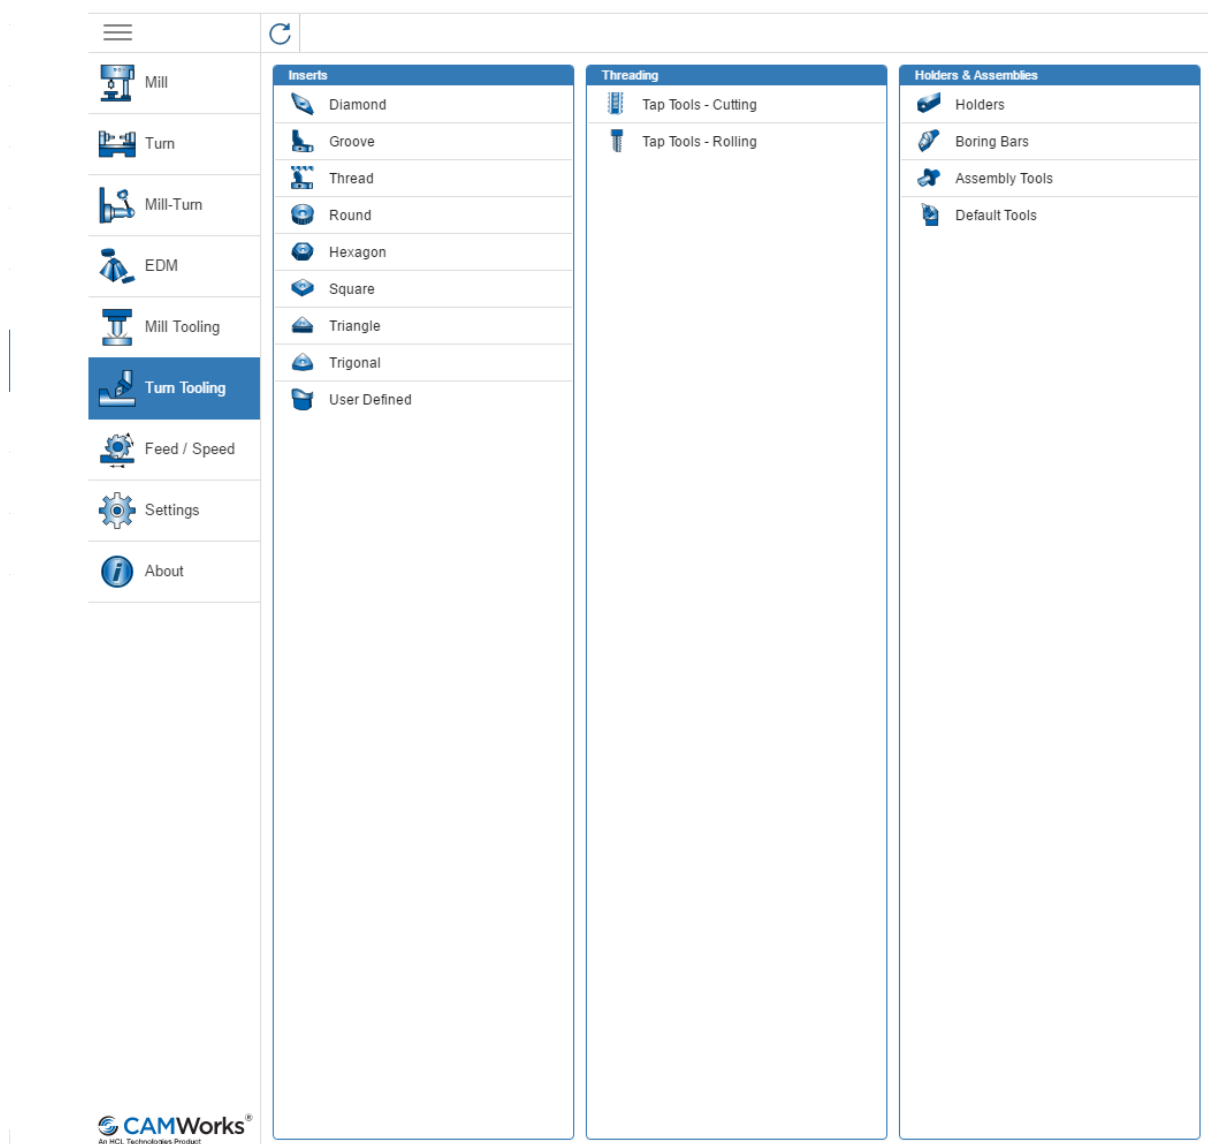 Mill
Turn
Mill-Turn
EDM
Mill Tooling
Turn Tooling
Feed / Speed
Settings
About
CAMWorks®
An HCL Technologies Product
Inserts
Diamond
Groove
Thread
Round
Hexagon
Square
Triangle
Trigonal
User Defined
Threading
Tap Tools - Cutting
Tap Tools - Rolling
Holders & Assemblies
Holders
Boring Bars
Assembly Tools
Default Tools